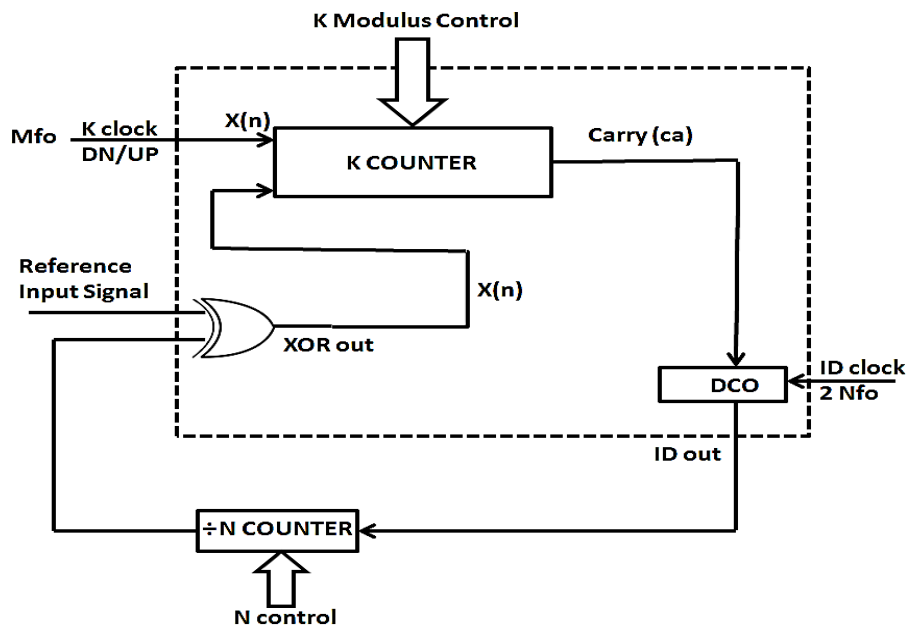 K Modulus Control
Mfo
K clock
DN/UP
X(n)
K COUNTER
Carry (ca)
Reference
Input Signal
X(n)
XOR out
DCO
ID clock
2 Nfo
ID out
÷N COUNTER
N control